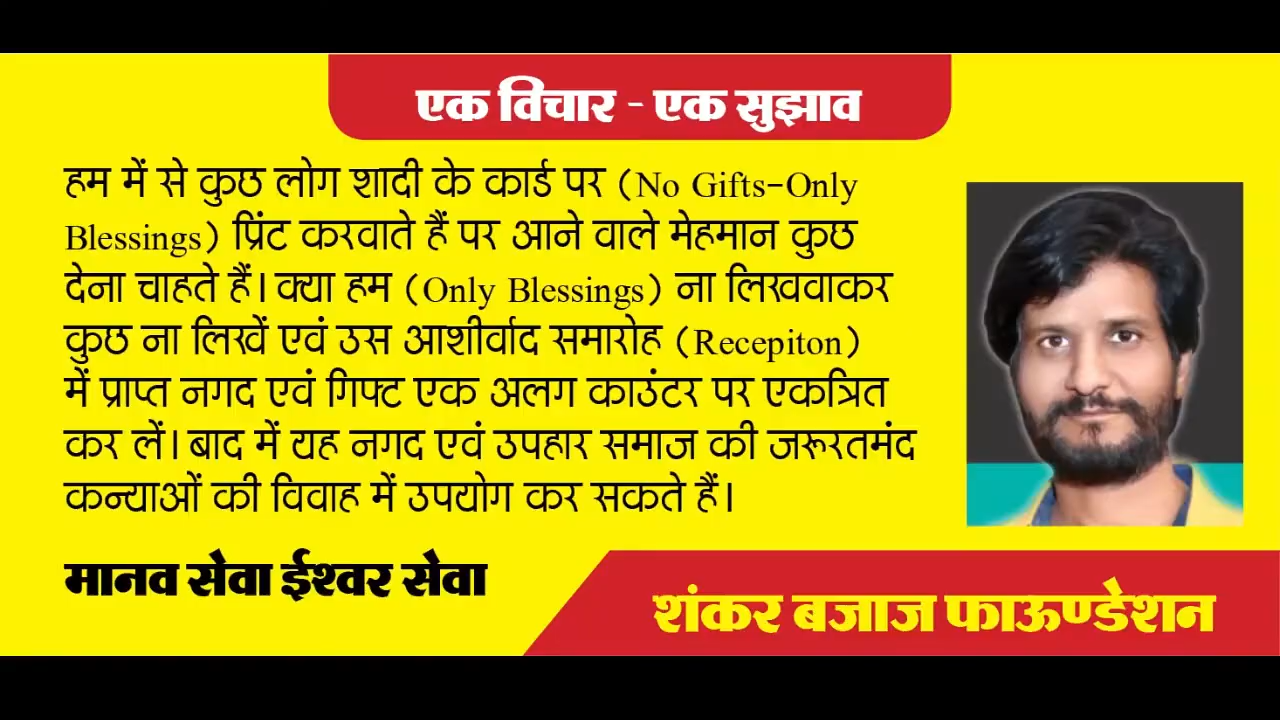 एक विचार - एक सुझाव
हम में से कुछ लोग शादी के कार्ड पर (No Gifts-Only
Blessings) प्रिंट करवाते हैं पर आने वाले मेहमान कुछ
देना चाहते हैं। क्या हम (Only Blessings) ना लिखवाकर
कुछ ना लिखें एवं उस आशीर्वाद समारोह (Recepiton)
में प्राप्त नगद एवं गिफ्ट एक अलग काउंटर पर एकत्रित
कर लें। बाद में यह नगद एवं उपहार समाज की जरूरतमंद
कन्याओं की विवाह में उपयोग कर सकते हैं।
मानव सेवा ईश्वर सेवा
शंकर बजाज फाऊण्डेशन